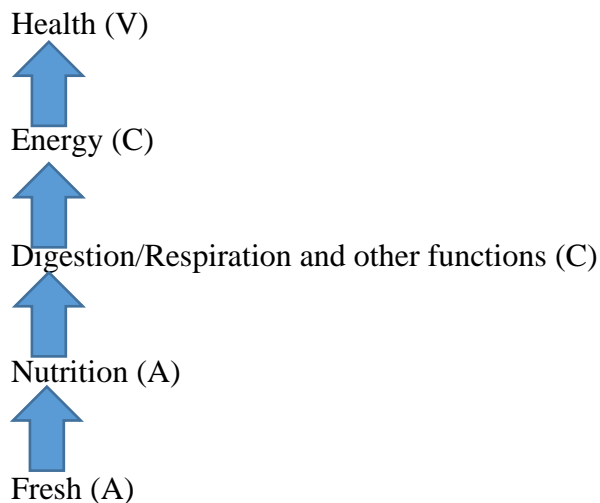 Health (V)
Energy (C)
Digestion/Respiration and other functions (C)
Nutrition (A)
Fresh (A)